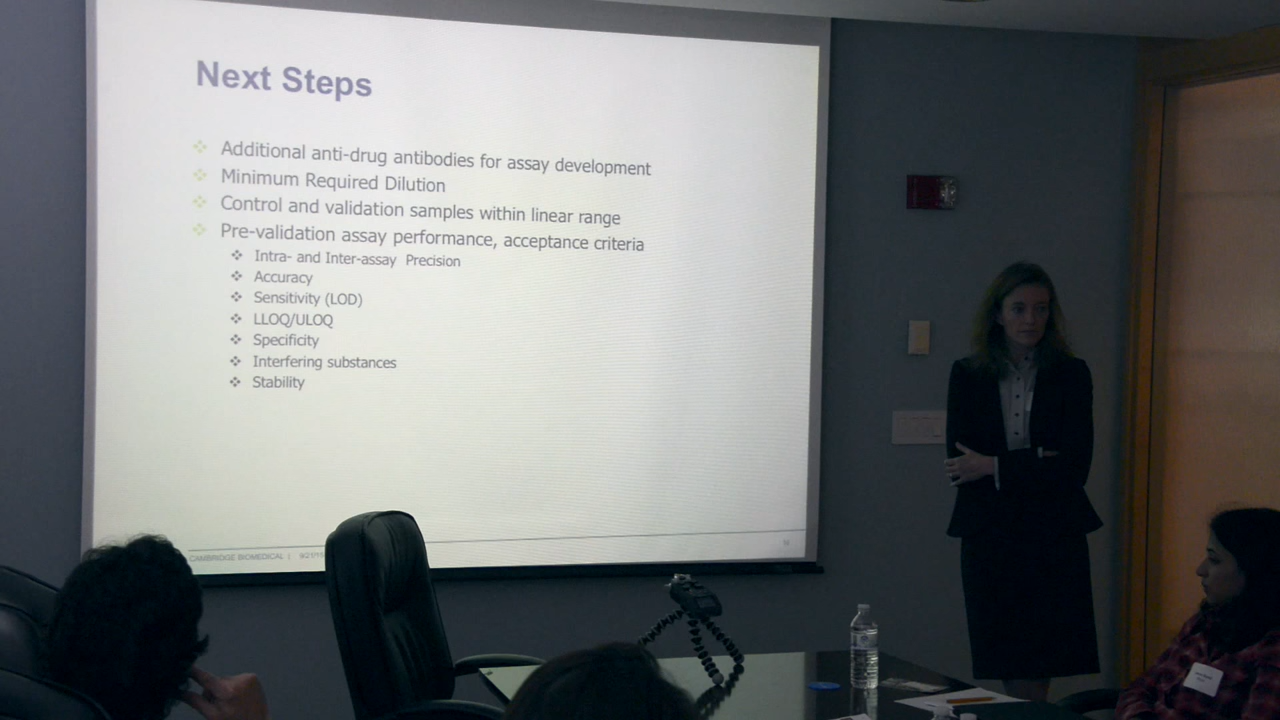 Next Steps
Additional anti-drug antibodies for assay development
Minimum Required Dilution
Control and validation samples within linear range
Pre-validation assay performance, acceptance criteria
Intra- and Inter-assay Precision
Accuracy
Sensitivity (LOD)
LLOQ/ULOQ
Specificity
Interfering substances
Stability
CAMBRIDGE BIOMEDICAL |